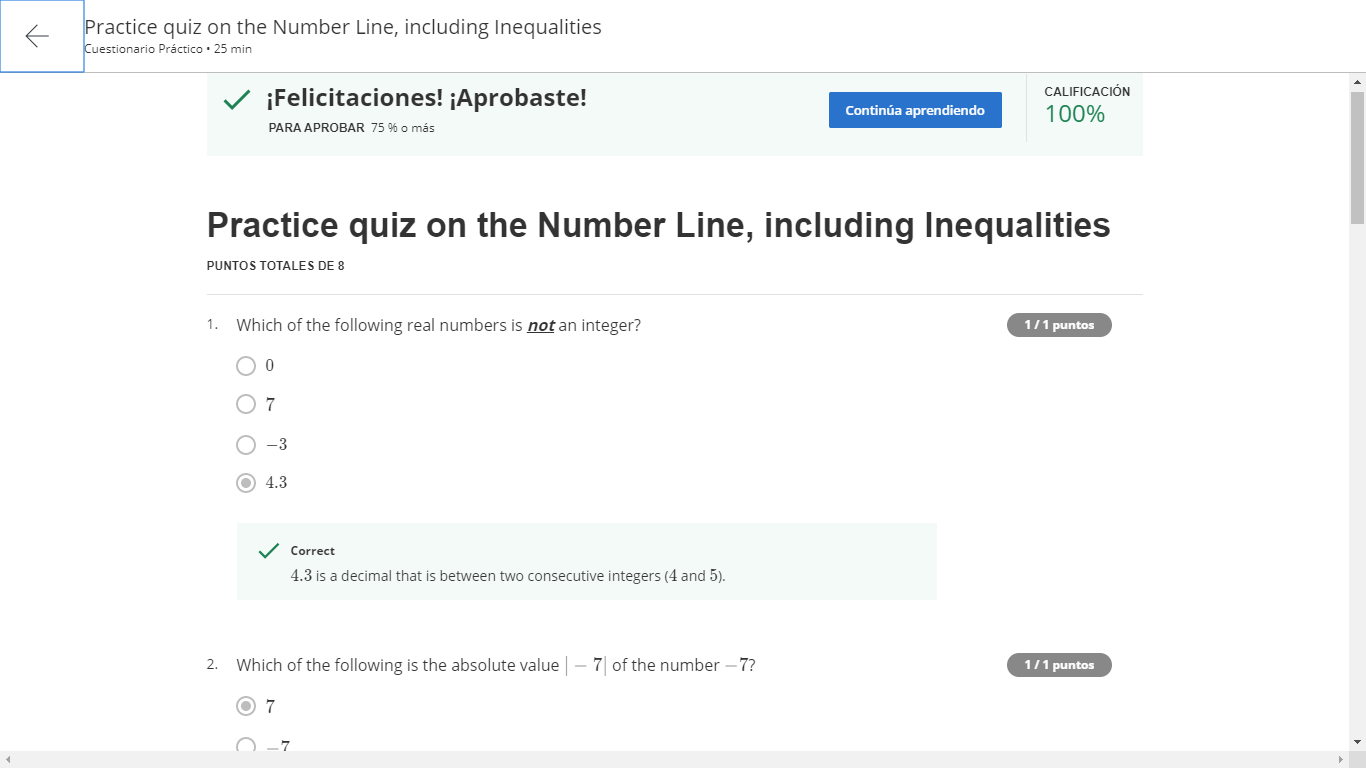 Practice quiz on the Number Line, including Inequalities
Cuestionario Práctico • 25 min
¡Felicitaciones! ¡Aprobaste!
PARA APROBAR 75 % o más
Continúa aprendiendo
CALIFICACIÓN
100%
Practice quiz on the Number Line, including Inequalities
PUNTOS TOTALES DE 8
1. Which of the following real numbers is not an integer?
1 / 1 puntos
0
7
−3
4.3
Correct
4.3 is a decimal that is between two consecutive integers (4 and 5).
2. Which of the following is the absolute value | − 7| of the number −7?
1 / 1 puntos
7
−7